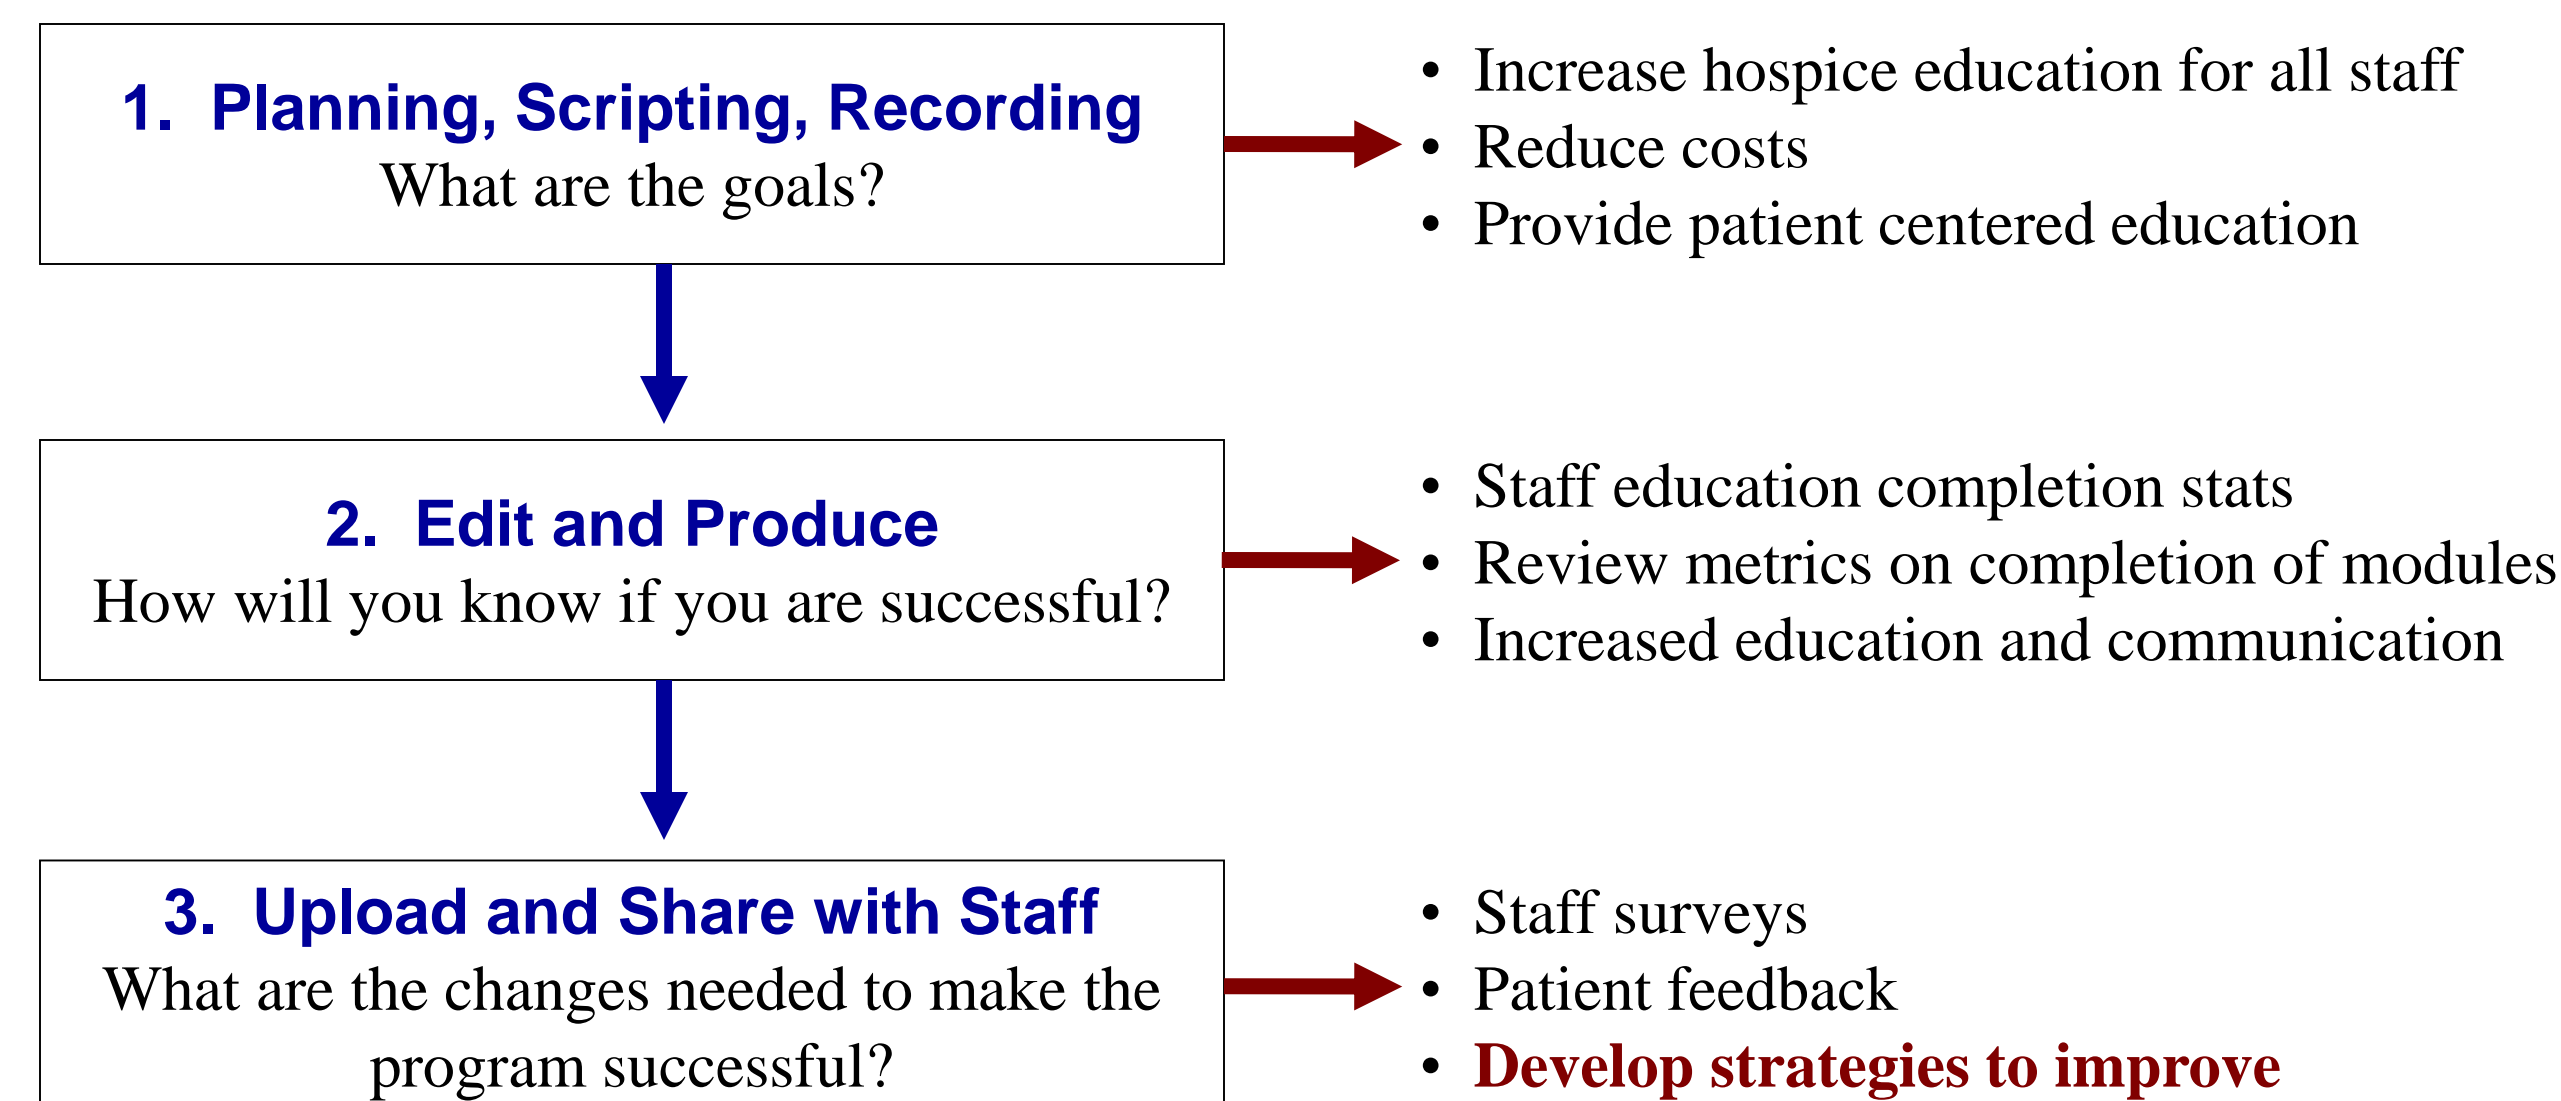 1. Planning, Scripting, Recording
What are the goals?
• Increase hospice education for all staff
• Reduce costs
• Provide patient centered education
2. Edit and Produce
How will you know if you are successful?
• Staff education completion stats
• Review metrics on completion of modules
• Increased education and communication
3. Upload and Share with Staff
What are the changes needed to make the
program successful?
• Staff surveys
• Patient feedback
• Develop strategies to improve